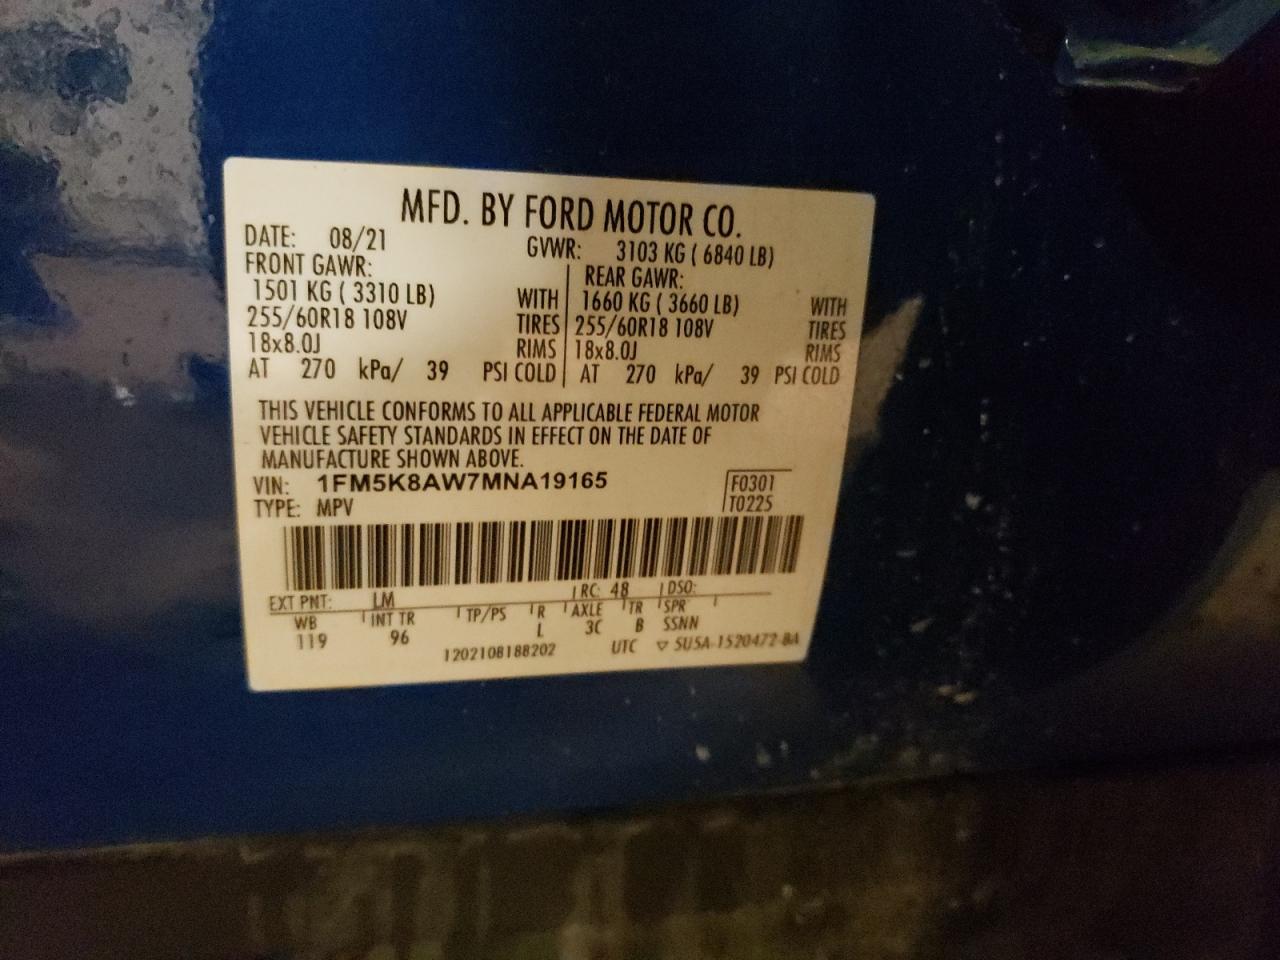 MFD. BY FORD MOTOR CO.
DATE: 08/21 GVWR: 3103 KG ( 6840 LB)
FRONT GAWR: REAR GAWR:
1501 KG ( 3310 LB) WITH 1660 KG ( 3660 LB) WITH
255/60R18 108V TIRES 255/60R18 108V TIRES
18x8.0J RIMS 18x8.0J RIMS
AT 270 kPa/ 39 PSI COLD AT 270 kPa/ 39 PSI COLD
THIS VEHICLE CONFORMS TO ALL APPLICABLE FEDERAL MOTOR
VEHICLE SAFETY STANDARDS IN EFFECT ON THE DATE OF
MANUFACTURE SHOWN ABOVE.
VIN: 1FM5K8AW7MNA19165 F0301
TYPE: MPV T0225
EXT PNT: LM RC: 48 DSO:
WB INT TR TP/PS R AXLE TR SPR
119 96 L 3C B SSNN
1202108188202 UTC ▽ SU5A-1520472-BA